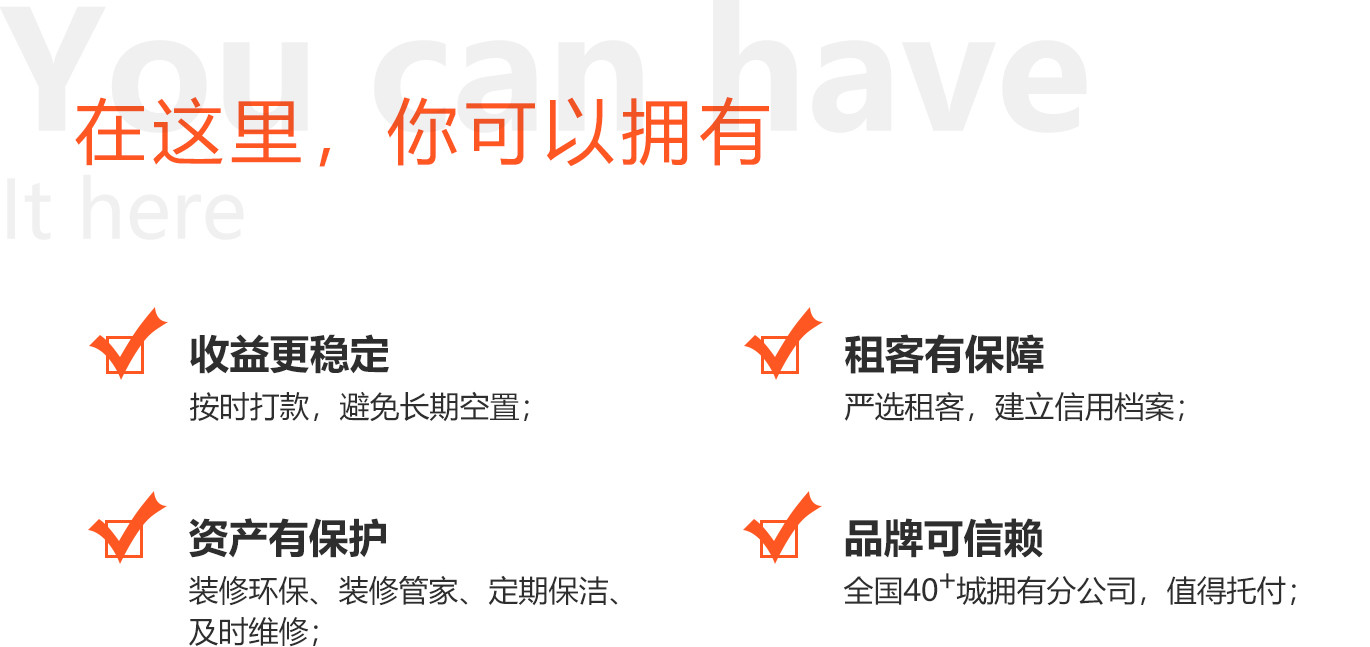 You can have
在这里，你可以拥有
It here
收益更稳定
按时打款，避免长期空置；
租客有保障
严选租客，建立信用档案；
资产有保护
装修环保、装修管家、定期保洁、
及时维修；
品牌可信赖
全国40+城拥有分公司，值得托付；